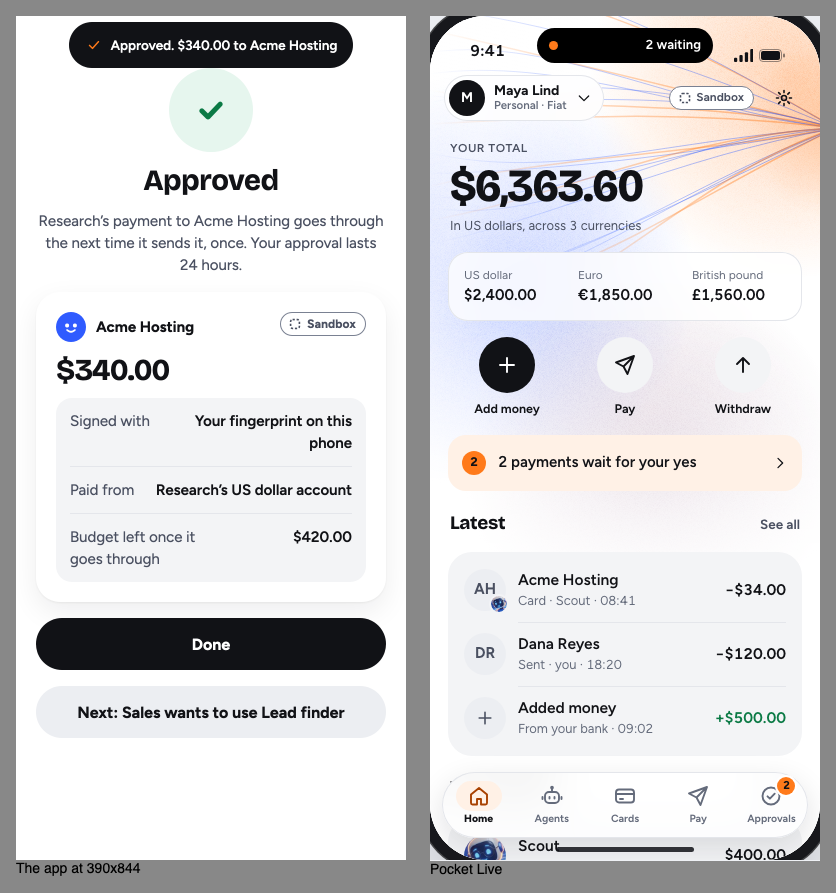 Approved. $340.00 to Acme Hosting
Approved
Research’s payment to Acme Hosting goes through
the next time it sends it, once. Your approval lasts
24 hours.
Acme Hosting
Sandbox
$340.00
Signed with
Your fingerprint on this
phone
Paid from
Research’s US dollar account
Budget left once it
goes through
$420.00
Done
Next: Sales wants to use Lead finder
The app at 390x844
9:41
2 waiting
M
Maya Lind
Personal · Fiat
Sandbox
YOUR TOTAL
$6,363.60
In US dollars, across 3 currencies
US dollar
$2,400.00
Euro
€1,850.00
British pound
£1,560.00
Add money
Pay
Withdraw
2
2 payments wait for your yes
Latest
See all
AH
Acme Hosting
Card · Scout · 08:41
−$34.00
DR
Dana Reyes
Sent · you · 18:20
−$120.00
Added money
From your bank · 09:02
+$500.00
Home
Agents
Cards
Pay
2
Approvals
Scout
$400.00
Pocket Live